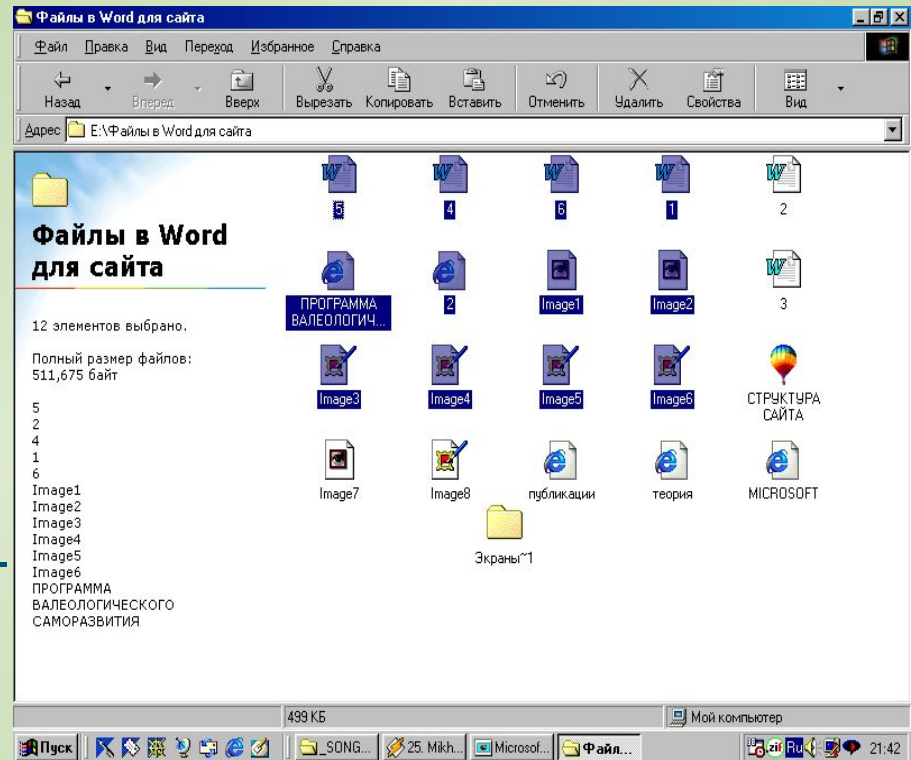 Файлы в Word для сайта
Файл Правка Вид Переход Избранное Справка
Назад Вперед Вверх Вырезать Копировать Вставить Отменить Удалить Свойства Вид
Адрес E:\Файлы в Word для сайта
Файлы в Word
для сайта
12 элементов выбрано.
Полный размер файлов:
511,675 байт
5
2
4
1
6
Image1
Image2
Image3
Image4
Image5
Image6
ПРОГРАММА
ВАЛЕОЛОГИЧЕСКОГО
САМОРАЗВИТИЯ
5 4 6 1 2
ПРОГРАММА
ВАЛЕОЛОГИЧ...
2 Image1 Image2 3
Image3 Image4 Image5 Image6 СТРУКТУРА
САЙТА
Image7 Image8 публикации теория MICROSOFT
Экраны~1
499 КБ Мой компьютер
Пуск _SONG... 25. Mikh... Microsof... Файл... zif Ru 21:42